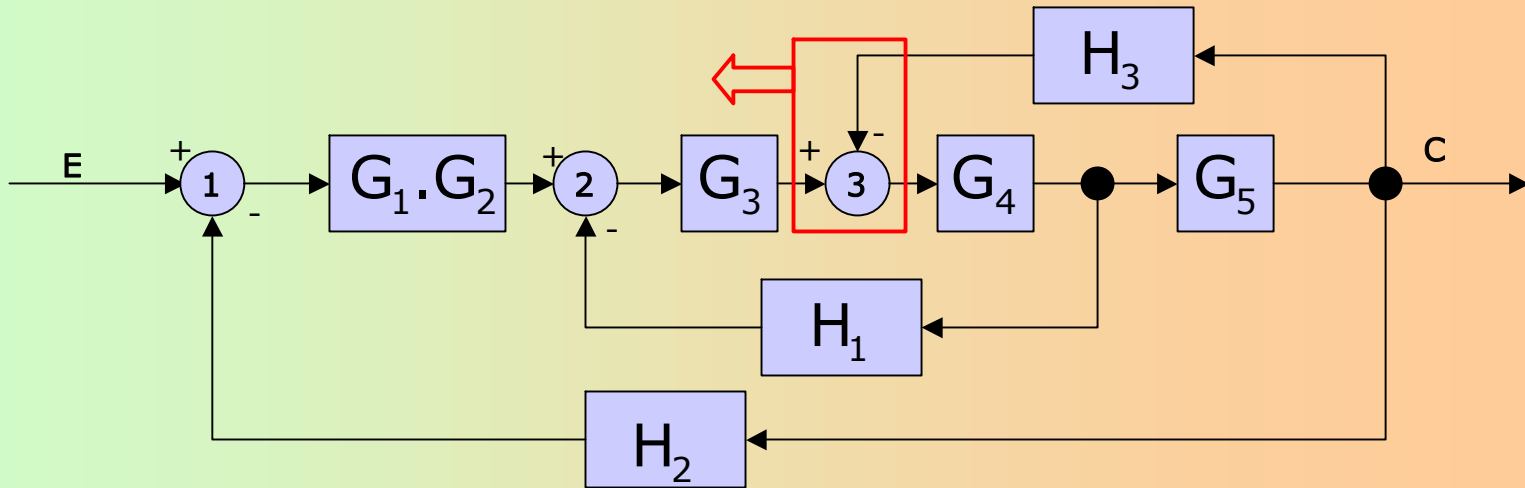 H₃
E
+
1
-
G₁.G₂
+
2
-
G₃
+
-
3
G₄
G₅
C
H₁
H₂